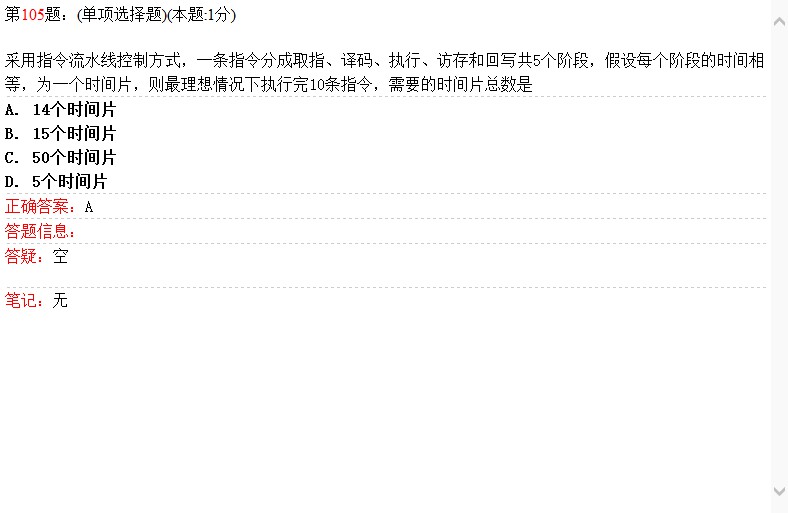 第105题：(单项选择题)(本题:1分)
采用指令流水线控制方式，一条指令分成取指、译码、执行、访存和回写共5个阶段，假设每个阶段的时间相
等，为一个时间片，则最理想情况下执行完10条指令，需要的时间片总数是
A. 14个时间片
B. 15个时间片
C. 50个时间片
D. 5个时间片
正确答案：A
答题信息：
答疑：空
笔记：无